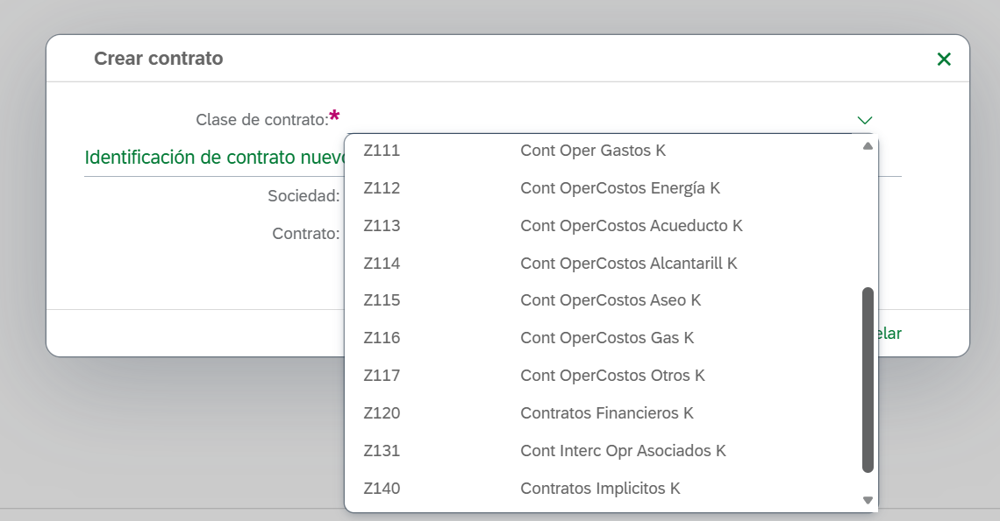 Crear contrato
Clase de contrato:*
Identificación de contrato nuevo
Sociedad:
Contrato:
Z111 Cont Oper Gastos K
Z112 Cont OperCostos Energía K
Z113 Cont OperCostos Acueducto K
Z114 Cont OperCostos Alcantarill K
Z115 Cont OperCostos Aseo K
Z116 Cont OperCostos Gas K
Z117 Cont OperCostos Otros K
Z120 Contratos Financieros K
Z131 Cont Interc Opr Asociados K
Z140 Contratos Implicitos K
elar